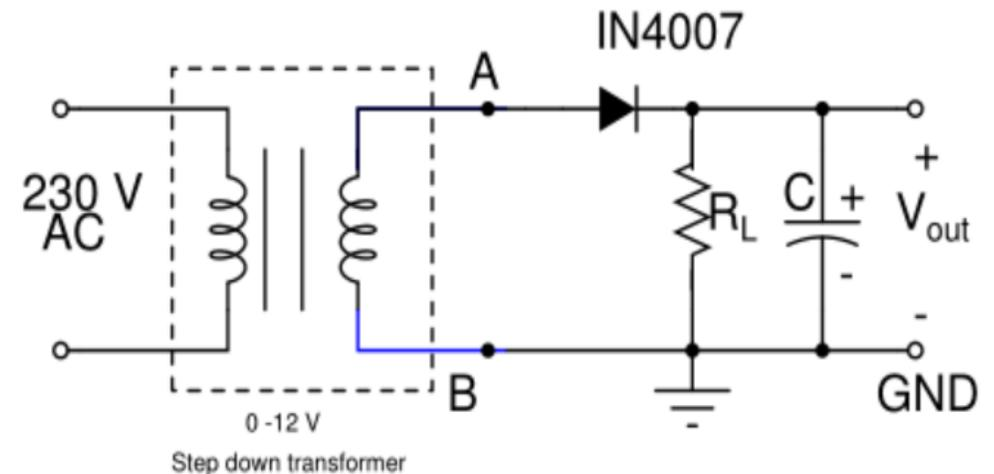 IN4007
A
230 V
AC
R_L
C
+
-
+
V_out
-
B
GND
0 -12 V
Step down transformer